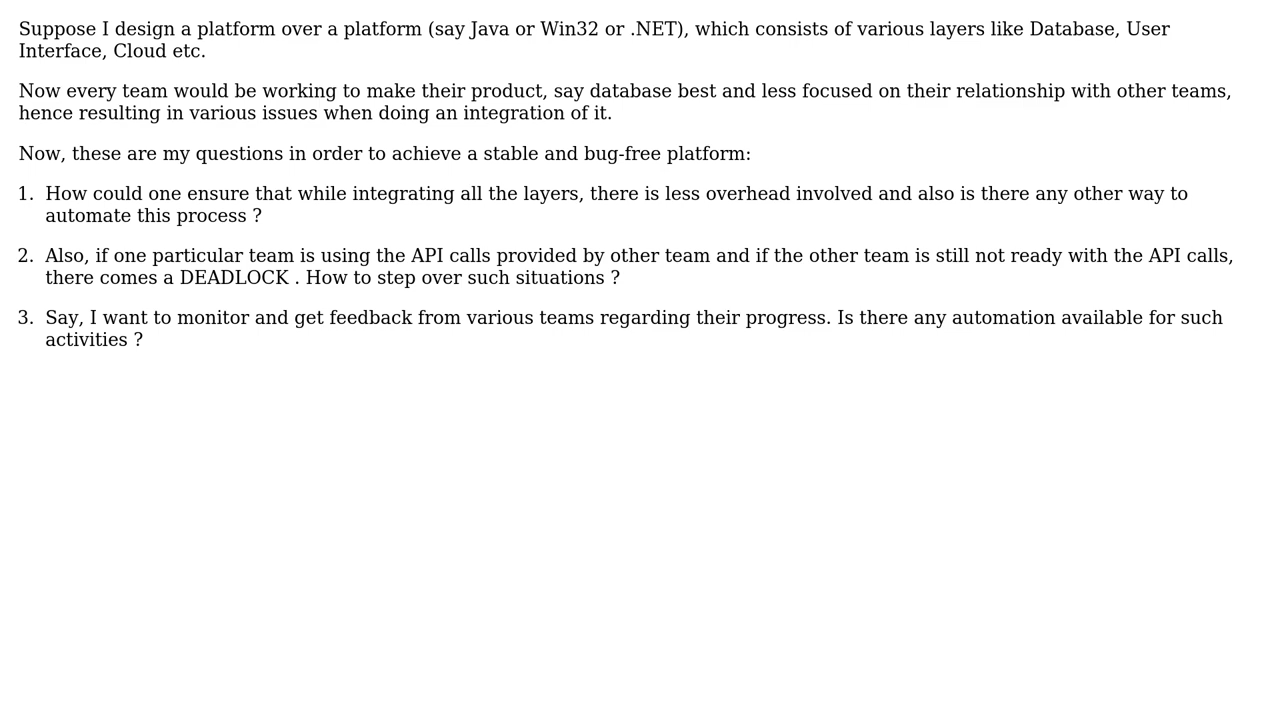 Suppose I design a platform over a platform (say Java or Win32 or .NET), which consists of various layers like Database, User
Interface, Cloud etc.
Now every team would be working to make their product, say database best and less focused on their relationship with other teams,
hence resulting in various issues when doing an integration of it.
Now, these are my questions in order to achieve a stable and bug-free platform:
1. How could one ensure that while integrating all the layers, there is less overhead involved and also is there any other way to
automate this process ?
2. Also, if one particular team is using the API calls provided by other team and if the other team is still not ready with the API calls,
there comes a DEADLOCK . How to step over such situations ?
3. Say, I want to monitor and get feedback from various teams regarding their progress. Is there any automation available for such
activities ?